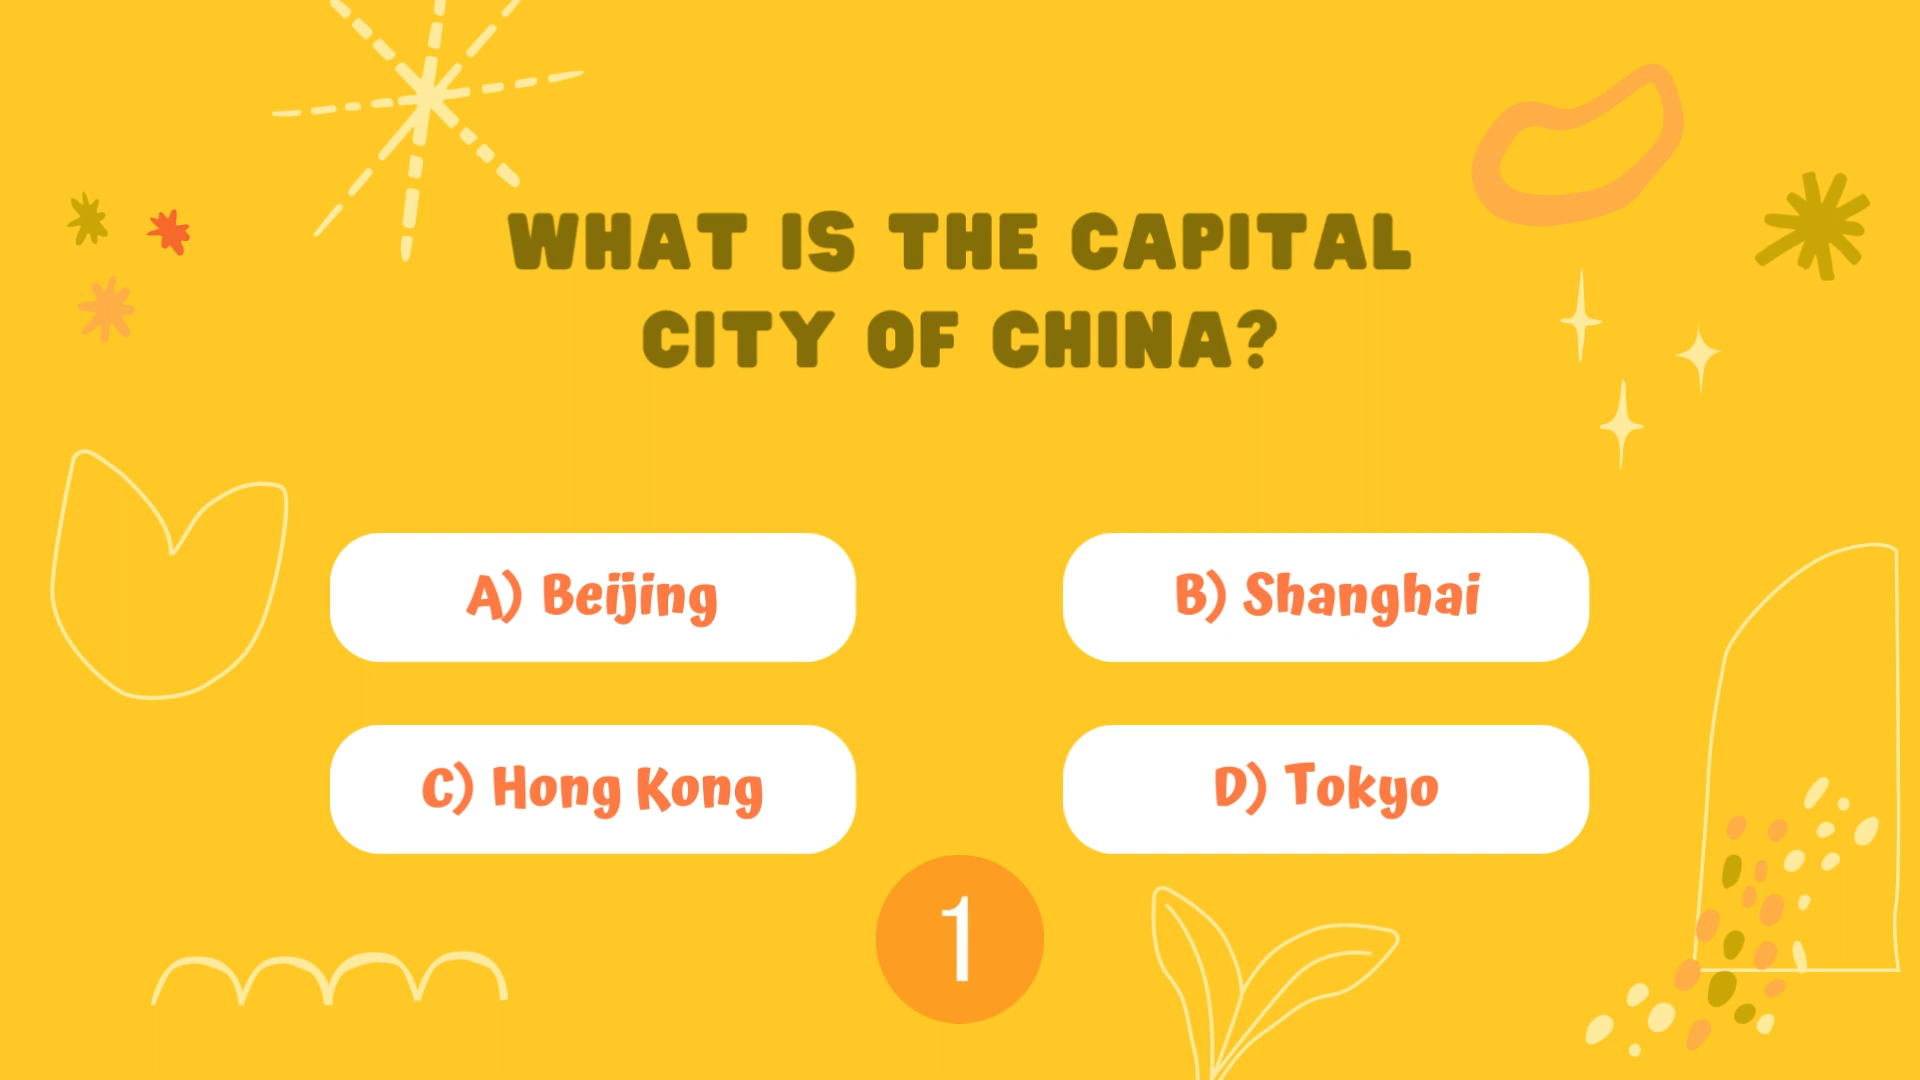 WHAT IS THE CAPITAL
CITY OF CHINA?
A) Beijing
B) Shanghai
C) Hong Kong
D) Tokyo
1